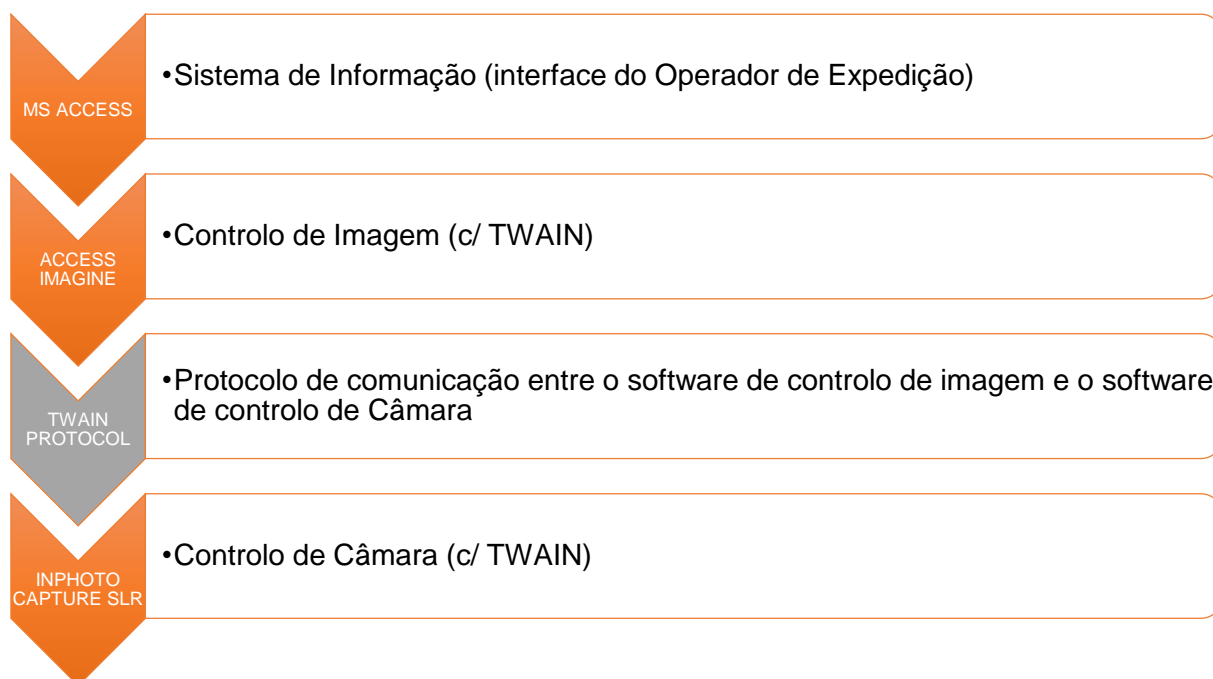 MS ACCESS
•Sistema de Informação (interface do Operador de Expedição)
ACCESS
IMAGINE
•Controlo de Imagem (c/ TWAIN)
TWAIN
PROTOCOL
•Protocolo de comunicação entre o software de controlo de imagem e o software
de controlo de Câmara
INPHOTO
CAPTURE SLR
•Controlo de Câmara (c/ TWAIN)